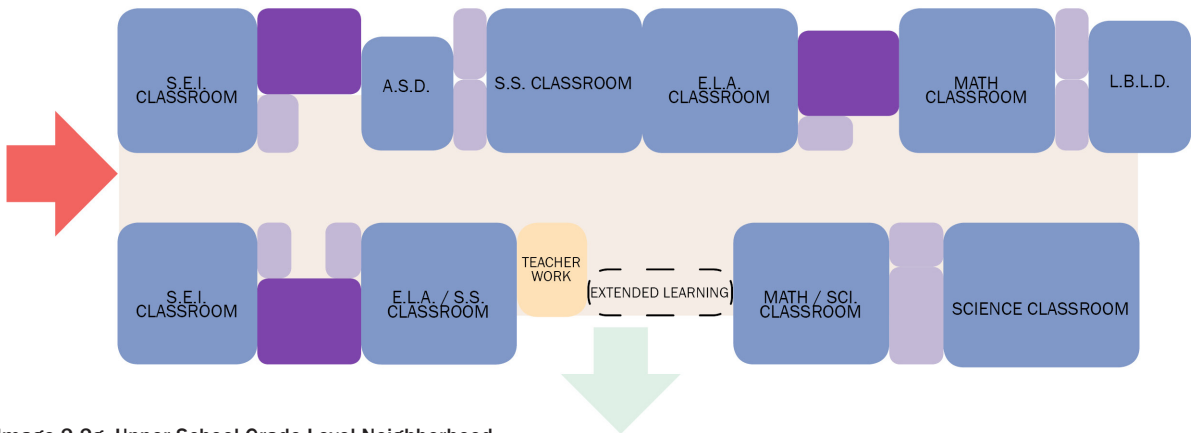 S.E.I.
CLASSROOM
A.S.D.
S.S. CLASSROOM
E.L.A.
CLASSROOM
MATH
CLASSROOM
L.B.L.D.
S.E.I.
CLASSROOM
E.L.A. / S.S.
CLASSROOM
TEACHER
WORK
EXTENDED LEARNING
MATH / SCI.
CLASSROOM
SCIENCE CLASSROOM
Upper School Grade Level Neighborhood